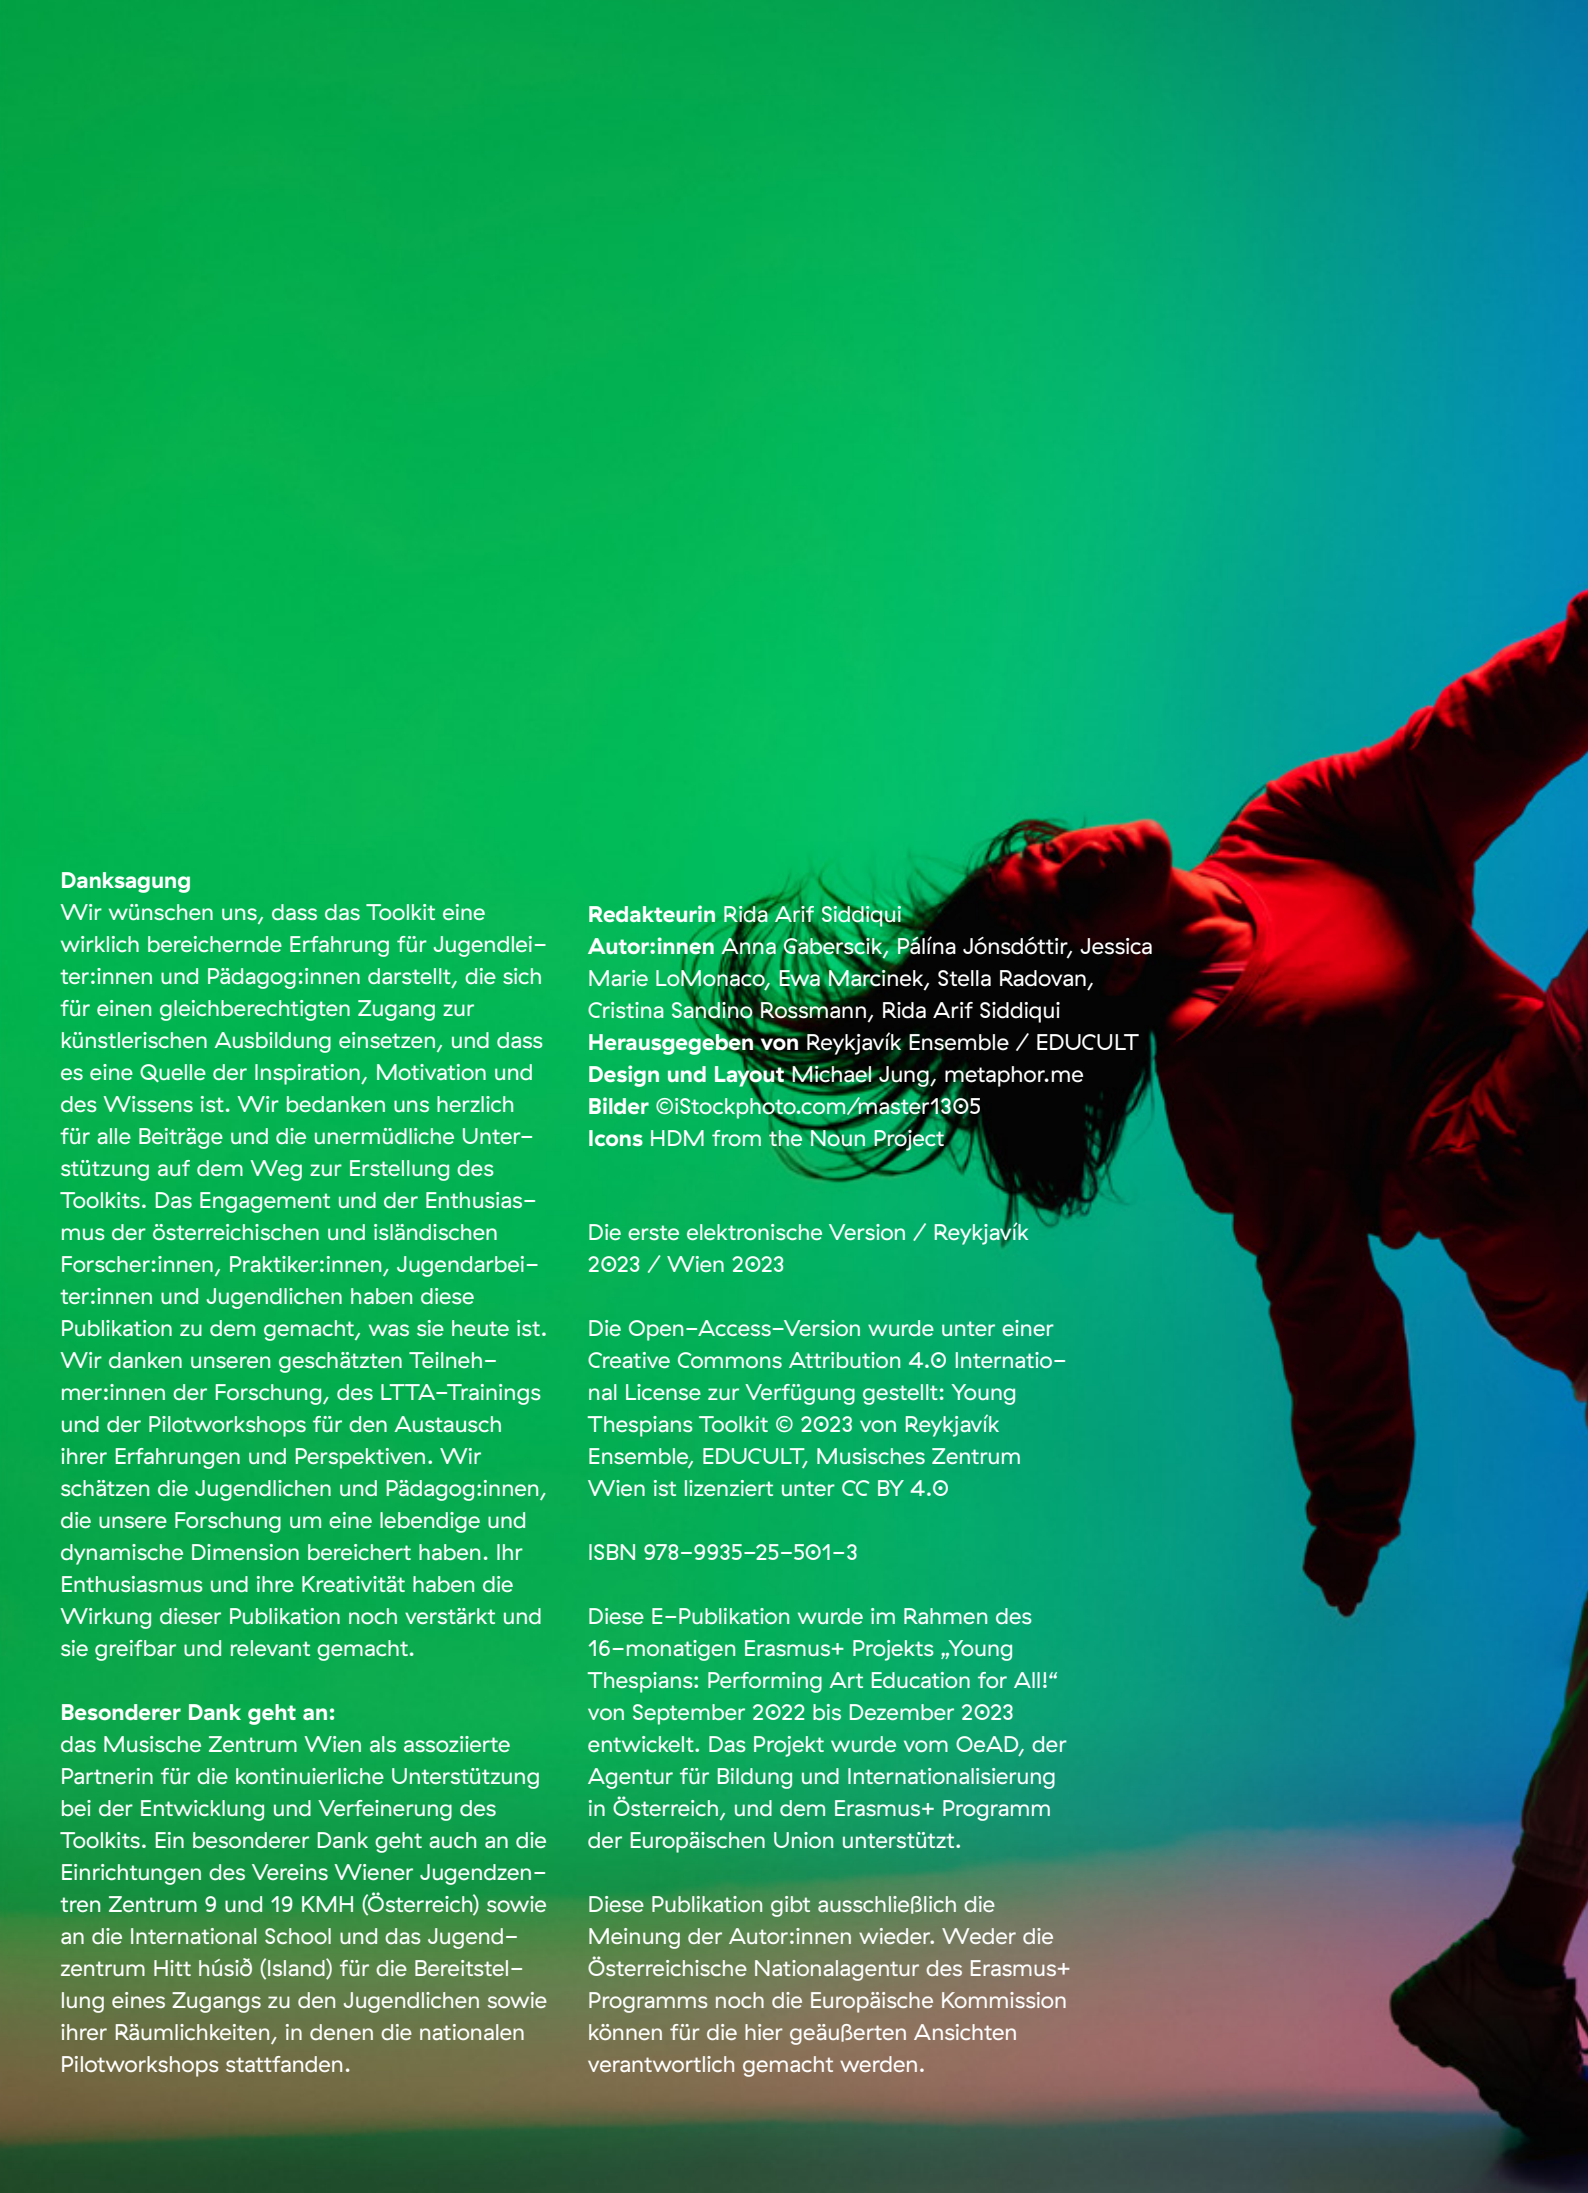 Danksagung
Wir wünschen uns, dass das Toolkit eine
wirklich bereichernde Erfahrung für Jugendlei-
ter:innen und Pädagog:innen darstellt, die sich
für einen gleichberechtigten Zugang zur
künstlerischen Ausbildung einsetzen, und dass
es eine Quelle der Inspiration, Motivation und
des Wissens ist. Wir bedanken uns herzlich
für alle Beiträge und die unermüdliche Unter-
stützung auf dem Weg zur Erstellung des
Toolkits. Das Engagement und der Enthusias-
mus der österreichischen und isländischen
Forscher:innen, Praktiker:innen, Jugendarbei-
ter:innen und Jugendlichen haben diese
Publikation zu dem gemacht, was sie heute ist.
Wir danken unseren geschätzten Teilneh-
mer:innen der Forschung, des LTTA-Trainings
und der Pilotworkshops für den Austausch
ihrer Erfahrungen und Perspektiven. Wir
schätzen die Jugendlichen und Pädagog:innen,
die unsere Forschung um eine lebendige und
dynamische Dimension bereichert haben. Ihr
Enthusiasmus und ihre Kreativität haben die
Wirkung dieser Publikation noch verstärkt und
sie greifbar und relevant gemacht.
Besonderer Dank geht an:
das Musische Zentrum Wien als assoziierte
Partnerin für die kontinuierliche Unterstützung
bei der Entwicklung und Verfeinerung des
Toolkits. Ein besonderer Dank geht auch an die
Einrichtungen des Vereins Wiener Jugendzen-
tren Zentrum 9 und 19 KMH (Österreich) sowie
an die International School und das Jugend-
zentrum Hitt húsið (Island) für die Bereitstel-
lung eines Zugangs zu den Jugendlichen sowie
ihrer Räumlichkeiten, in denen die nationalen
Pilotworkshops stattfanden.
Redakteurin Rida Arif Siddiqui
Autor:innen Anna Gaberscik, Pálína Jónsdóttir, Jessica
Marie LoMonaco, Ewa Marcinek, Stella Radovan,
Cristina Sandino Rossmann, Rida Arif Siddiqui
Herausgegeben von Reykjavík Ensemble / EDUCULT
Design und Layout Michael Jung, metaphor.me
Bilder ©iStockphoto.com/master1305
Icons HDM from the Noun Project
Die erste elektronische Version / Reykjavík
2023 / Wien 2023
Die Open-Access-Version wurde unter einer
Creative Commons Attribution 4.0 Internatio-
nal License zur Verfügung gestellt: Young
Thespians Toolkit © 2023 von Reykjavík
Ensemble, EDUCULT, Musisches Zentrum
Wien ist lizenziert unter CC BY 4.0
ISBN 978-9935-25-501-3
Diese E-Publikation wurde im Rahmen des
16-monatigen Erasmus+ Projekts „Young
Thespians: Performing Art Education for All!“
von September 2022 bis Dezember 2023
entwickelt. Das Projekt wurde vom OeAD, der
Agentur für Bildung und Internationalisierung
in Österreich, und dem Erasmus+ Programm
der Europäischen Union unterstützt.
Diese Publikation gibt ausschließlich die
Meinung der Autor:innen wieder. Weder die
Österreichische Nationalagentur des Erasmus+
Programms noch die Europäische Kommission
können für die hier geäußerten Ansichten
verantwortlich gemacht werden.